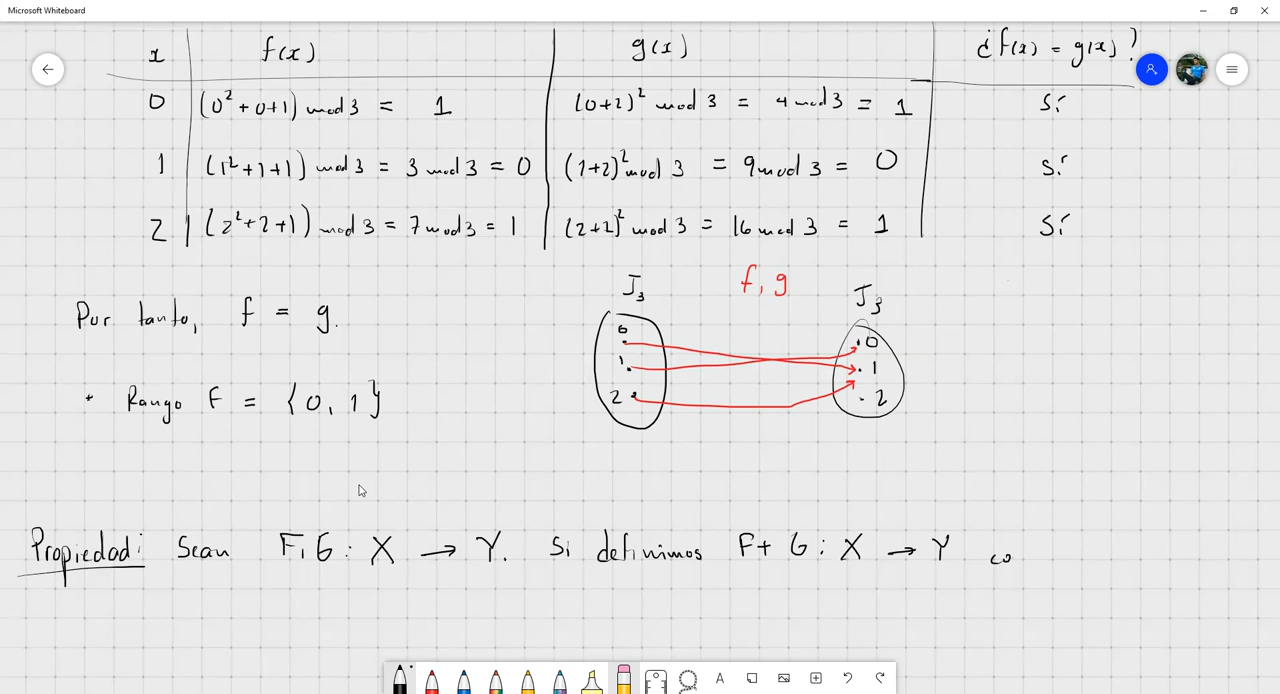 Microsoft Whiteboard
x f(x) g(x) ¿f(x) = g(x)?
0 (0² + 0+1) mod 3 = 1 (0+2)² mod 3 = 4 mod 3 = 1 Sí
1 (1²+1+1) mod 3 = 3 mod 3 = 0 (1+2)² mod 3 = 9 mod 3 = 0 Sí
2 (2²+2+1) mod 3 = 7 mod 3 = 1 (2+2)² mod 3 = 16 mod 3 = 1 Sí
J₃ f, g J₃
Por tanto, f = g.
0 0
1 1
2 2
* Rango F = {0, 1}
Propiedad: Sean F, G : X → Y. Si definimos F + G : X → Y co
A